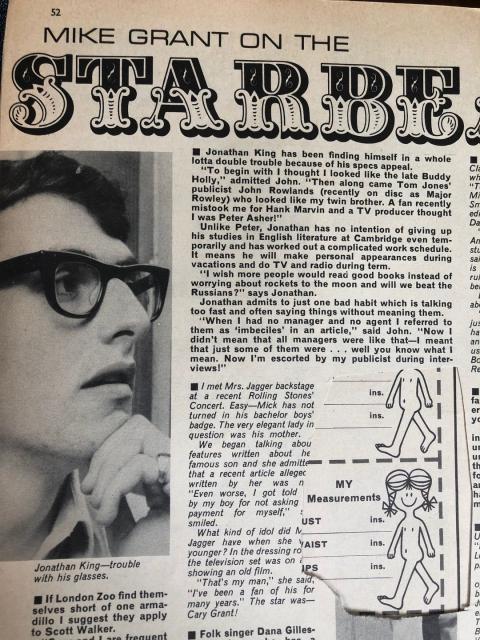 52
MIKE GRANT ON THE
STARBE
■ Jonathan King has been finding himself in a whole
lotta double trouble because of his specs appeal.
"To begin with I thought I looked like the late Buddy
Holly," admitted John. "Then along came Tom Jones'
publicist John Rowlands (recently on disc as Major
Rowley) who looked like my twin brother. A fan recently
mistook me for Hank Marvin and a TV producer thought
I was Peter Asher!"
Unlike Peter, Jonathan has no intention of giving up
his studies in English literature at Cambridge even tem-
porarily and has worked out a complicated work schedule.
It means he will make personal appearances during
vacations and do TV and radio during term.
"I wish more people would read good books instead of
worrying about rockets to the moon and will we beat the
Russians?" says Jonathan.
Jonathan admits to just one bad habit which is talking
too fast and often saying things without meaning them.
"When I had no manager and no agent I referred to
them as 'imbeciles' in an article," said John. "Now I
didn't mean that all managers were like that—I meant
that just some of them were . . . well you know what I
mean. Now I'm escorted by my publicist during inter-
views!"
■ I met Mrs. Jagger backstage
at a recent Rolling Stones'
Concert. Easy—Mick has not
turned in his bachelor boys'
badge. The very elegant lady in
question was his mother.
We began talking abou
features written about he
famous son and she admitte
that a recent article alleged
written by her was n
"Even worse, I got told
by my boy for not asking
payment for myself," s
smiled.
What kind of idol did M
Jagger have when she w
younger? In the dressing ro
the television set was on
showing an old film.
"That's my man," she said,
"I've been a fan of his for
many years." The star was—
Cary Grant!
■ Folk singer Dana Gilles-
ins.
ins.
MY
Measurements
UST ins.
AIST ins.
IPS ins.
Jonathan King—trouble
with his glasses.
■ If London Zoo find them-
selves short of one arma-
dillo I suggest they apply
to Scott Walker.